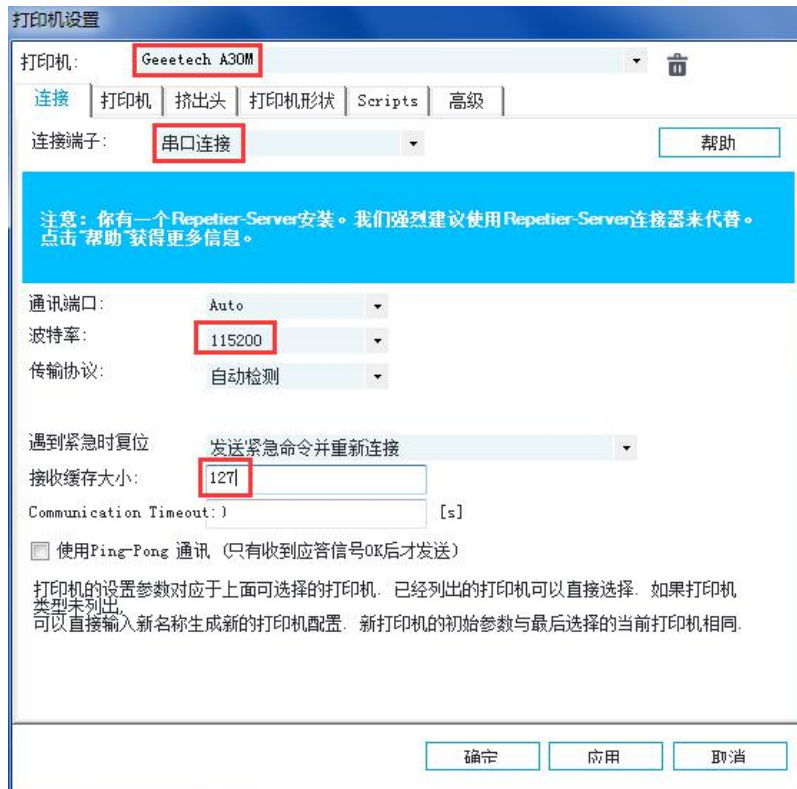 打印机设置
打印机: Geeetech A30M
连接 打印机 挤出头 打印机形状 Scripts 高级
连接端子: 串口连接 帮助
注意: 你有一个Repetier-Server安装。我们强烈建议使用Repetier-Server连接器来代替。
点击"帮助"获得更多信息。
通讯端口: Auto
波特率: 115200
传输协议: 自动检测
遇到紧急时复位 发送紧急命令并重新连接
接收缓存大小: 127
Communication Timeout:) [s]
使用Ping-Pong 通讯 (只有收到应答信号OK后才发送)
打印机的设置参数对应于上面可选择的打印机. 已经列出的打印机可以直接选择. 如果打印机
类型未列出,
可以直接输入新名称生成新的打印机配置. 新打印机的初始参数与最后选择的当前打印机相同.
确定 应用 取消